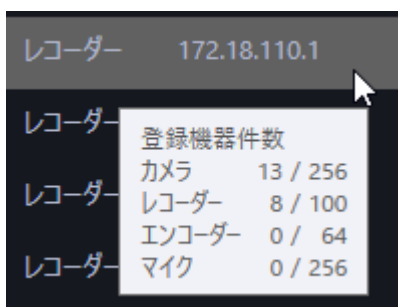 レコーダー 172.18.110.1
レコーダー
レコーダー
レコーダー
登録機器件数
カメラ 13 / 256
レコーダー 8 / 100
エンコーダー 0 / 64
マイク 0 / 256